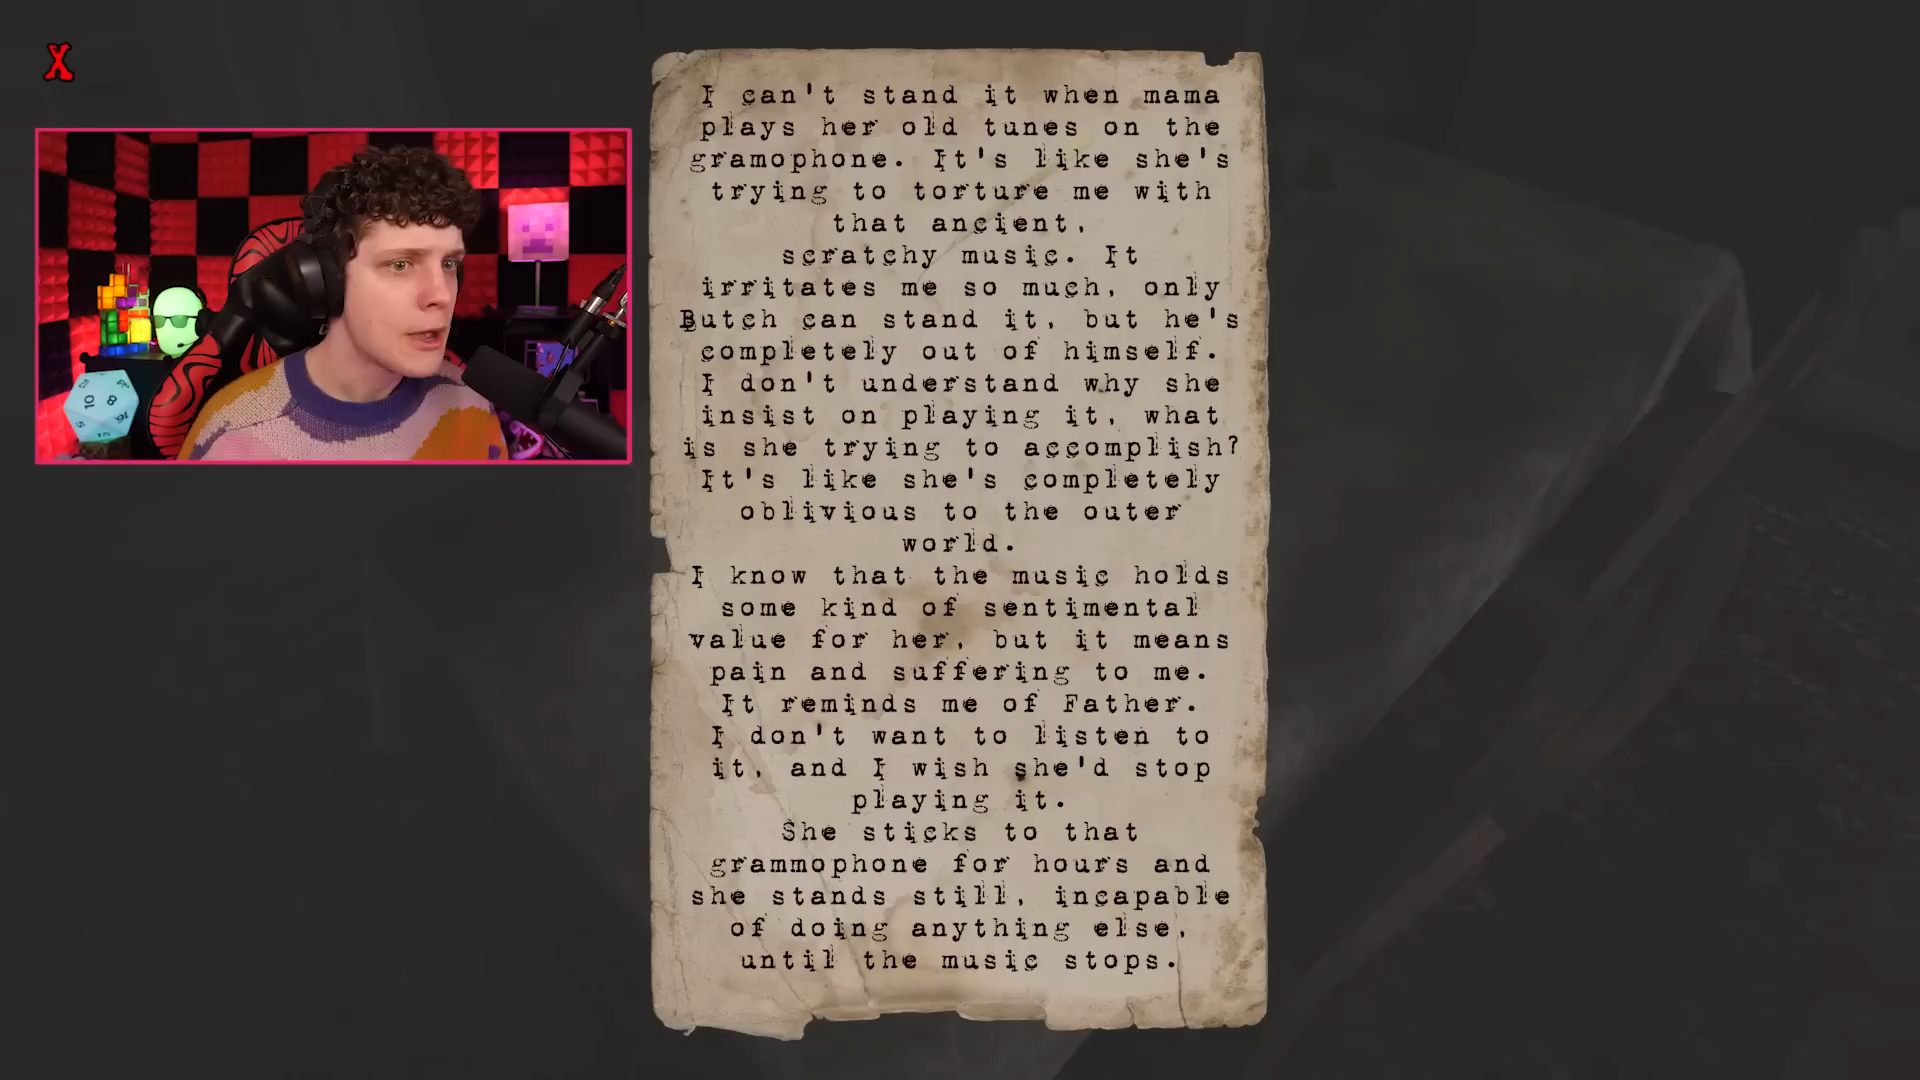 X
I can't stand it when mama
plays her old tunes on the
gramophone. It's like she's
trying to torture me with
that ancient,
scratchy music. It
irritates me so much, only
Butch can stand it, but he's
completely out of himself.
I don't understand why she
insist on playing it, what
is she trying to accomplish?
It's like she's completely
oblivious to the outer
world.
I know that the music holds
some kind of sentimental
value for her, but it means
pain and suffering to me.
It reminds me of Father.
I don't want to listen to
it, and I wish she'd stop
playing it.
She sticks to that
grammophone for hours and
she stands still, incapable
of doing anything else,
until the music stops.
10
8